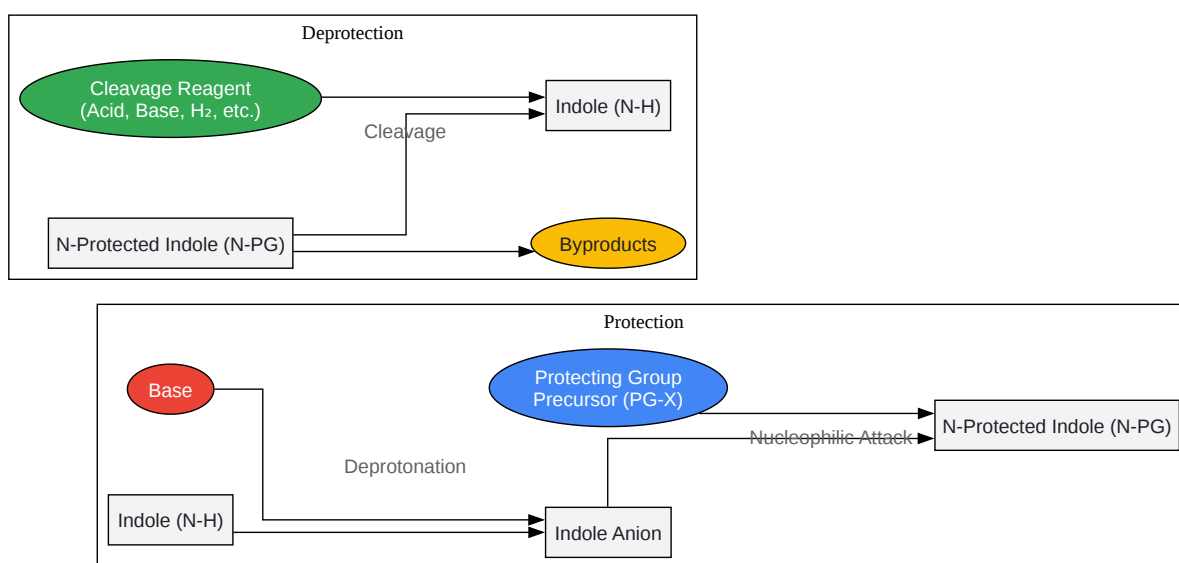 Deprotection
Cleavage Reagent
(Acid, Base, H₂, etc.)
Indole (N-H)
Cleavage
N-Protected Indole (N-PG)
Byproducts
Protection
Base
Protecting Group
Precursor (PG-X)
N-Protected Indole (N-PG)
Nucleophilic Attack
Deprotonation
Indole (N-H)
Indole Anion